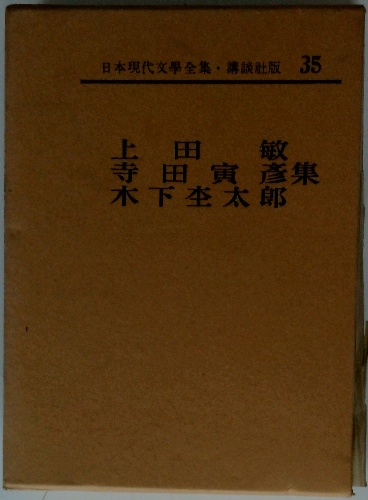 日本現代文學全集・講談社版 35
上田敏
寺田寅彥集
木下杢太郎